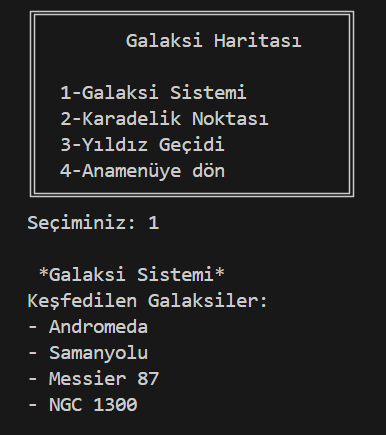 Galaksi Haritası
1-Galaksi Sistemi
2-Karadelik Noktası
3-Yıldız Geçidi
4-Anamenüye dön
Seçiminiz: 1
*Galaksi Sistemi*
Keşfedilen Galaksiler:
- Andromeda
- Samanyolu
- Messier 87
- NGC 1300